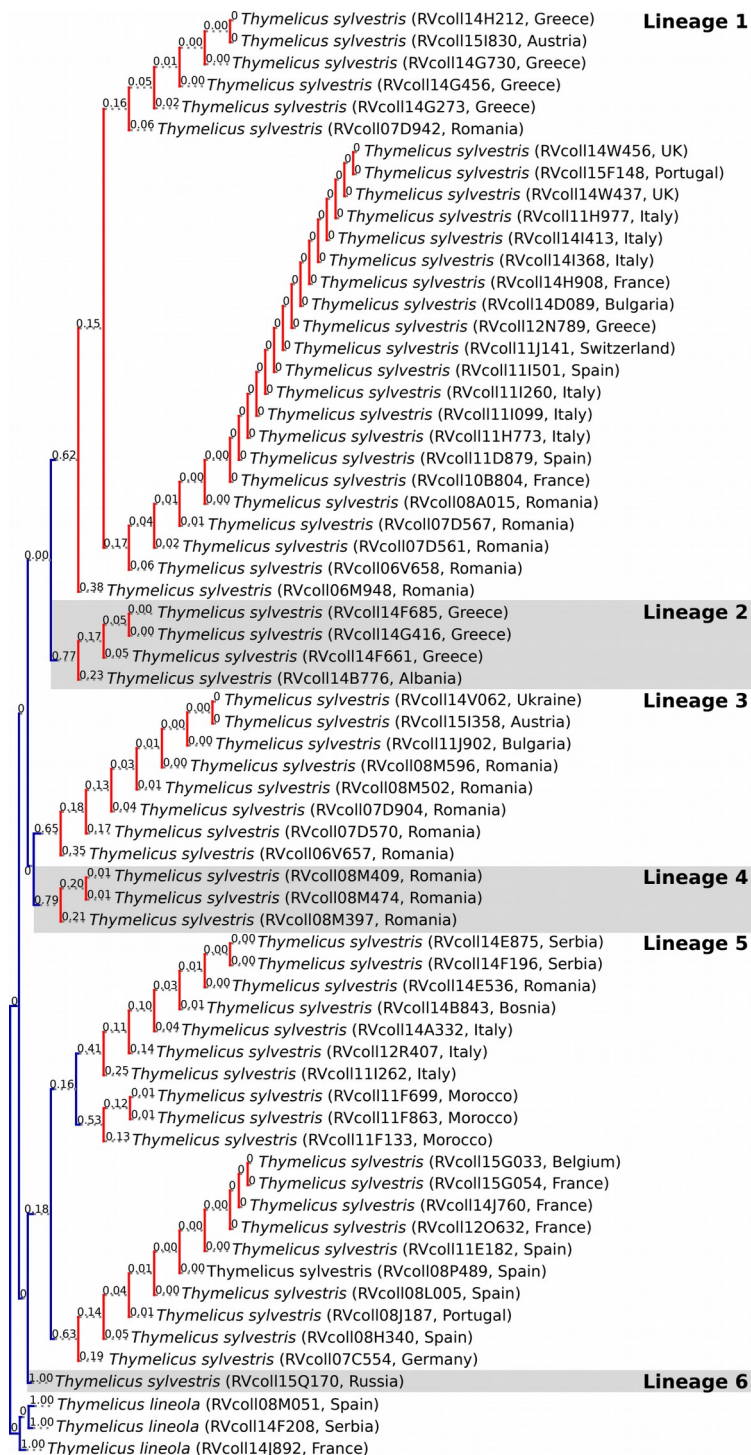 0 Thymelicus sylvestris (RVcoll14H212, Greece) Lineage 1
0.00
0 Thymelicus sylvestris (RVcoll15I830, Austria)
0.00
0.00 Thymelicus sylvestris (RVcoll14G730, Greece)
0.01
0.00 Thymelicus sylvestris (RVcoll14G456, Greece)
0.05
0.02 Thymelicus sylvestris (RVcoll14G273, Greece)
0.16
0.06 Thymelicus sylvestris (RVcoll07D942, Romania)
0 Thymelicus sylvestris (RVcoll14W456, UK)
0
0 Thymelicus sylvestris (RVcoll15F148, Portugal)
0
0 Thymelicus sylvestris (RVcoll14W437, UK)
0
0 Thymelicus sylvestris (RVcoll11H977, Italy)
0
0 Thymelicus sylvestris (RVcoll14I413, Italy)
0
0 Thymelicus sylvestris (RVcoll14I368, Italy)
0
0 Thymelicus sylvestris (RVcoll14H908, France)
0
0 Thymelicus sylvestris (RVcoll14D089, Bulgaria)
0
0.15
0 Thymelicus sylvestris (RVcoll12N789, Greece)
0
0 Thymelicus sylvestris (RVcoll11J141, Switzerland)
0
0 Thymelicus sylvestris (RVcoll11I501, Spain)
0
0 Thymelicus sylvestris (RVcoll11I260, Italy)
0
0 Thymelicus sylvestris (RVcoll11I099, Italy)
0
0 Thymelicus sylvestris (RVcoll11H773, Italy)
0.62
0.00
0 Thymelicus sylvestris (RVcoll11D879, Spain)
0.00
0 Thymelicus sylvestris (RVcoll10B804, France)
0.01
0.00 Thymelicus sylvestris (RVcoll08A015, Romania)
0.04
0.01 Thymelicus sylvestris (RVcoll07D567, Romania)
0.17
0.02 Thymelicus sylvestris (RVcoll07D561, Romania)
0.00
0.06 Thymelicus sylvestris (RVcoll06V658, Romania)
0.38 Thymelicus sylvestris (RVcoll06M948, Romania)
0.00 Thymelicus sylvestris (RVcoll14F685, Greece) Lineage 2
0.05
0.00 Thymelicus sylvestris (RVcoll14G416, Greece)
0.17
0.05 Thymelicus sylvestris (RVcoll14F661, Greece)
0.77
0.23 Thymelicus sylvestris (RVcoll14B776, Albania)
0 Thymelicus sylvestris (RVcoll14V062, Ukraine) Lineage 3
0
0.00
0 Thymelicus sylvestris (RVcoll15I358, Austria)
0.00
0.00 Thymelicus sylvestris (RVcoll11J902, Bulgaria)
0.01
0.00 Thymelicus sylvestris (RVcoll08M596, Romania)
0.03
0.01 Thymelicus sylvestris (RVcoll08M502, Romania)
0.13
0.04 Thymelicus sylvestris (RVcoll07D904, Romania)
0.18
0.17 Thymelicus sylvestris (RVcoll07D570, Romania)
0.65
0.35 Thymelicus sylvestris (RVcoll06V657, Romania)
0
0.01 Thymelicus sylvestris (RVcoll08M409, Romania) Lineage 4
0.20
0.01 Thymelicus sylvestris (RVcoll08M474, Romania)
0.79
0.21 Thymelicus sylvestris (RVcoll08M397, Romania)
0.00 Thymelicus sylvestris (RVcoll14E875, Serbia) Lineage 5
0.00
0.00 Thymelicus sylvestris (RVcoll14F196, Serbia)
0.01
0.00 Thymelicus sylvestris (RVcoll14E536, Romania)
0.03
0
0.01 Thymelicus sylvestris (RVcoll14B843, Bosnia)
0.10
0.04 Thymelicus sylvestris (RVcoll14A332, Italy)
0.11
0.14 Thymelicus sylvestris (RVcoll12R407, Italy)
0.41
0.25 Thymelicus sylvestris (RVcoll11I262, Italy)
0.16
0.01 Thymelicus sylvestris (RVcoll11F699, Morocco)
0.12
0.01 Thymelicus sylvestris (RVcoll11F863, Morocco)
0.53
0.13 Thymelicus sylvestris (RVcoll11F133, Morocco)
0 Thymelicus sylvestris (RVcoll15G033, Belgium)
0
0 Thymelicus sylvestris (RVcoll15G054, France)
0
0 Thymelicus sylvestris (RVcoll14J760, France)
0.18
0.00
0 Thymelicus sylvestris (RVcoll12O632, France)
0.00
0.00 Thymelicus sylvestris (RVcoll11E182, Spain)
0.00
0.00 Thymelicus sylvestris (RVcoll08P489, Spain)
0.01
0.00 Thymelicus sylvestris (RVcoll08L005, Spain)
0
0.04
0.01 Thymelicus sylvestris (RVcoll08J187, Portugal)
0.14
0.05 Thymelicus sylvestris (RVcoll08H340, Spain)
0.63
0.19 Thymelicus sylvestris (RVcoll07C554, Germany)
1.00 Thymelicus sylvestris (RVcoll15Q170, Russia) Lineage 6
1.00 Thymelicus lineola (RVcoll08M051, Spain)
0
1.00 Thymelicus lineola (RVcoll14F208, Serbia)
0
1.00 Thymelicus lineola (RVcoll14J892, France)